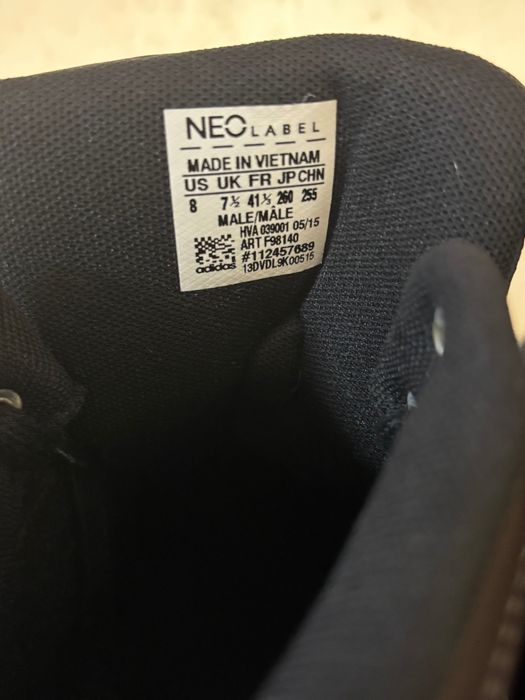 NEO LABEL
MADE IN VIETNAM
US UK FR JP CHN
8 7½ 41⅓ 260 255
MALE/MÂLE
HVA 039001 05/15
ART F98140
#112457689
adidas 13DVDL9K00515